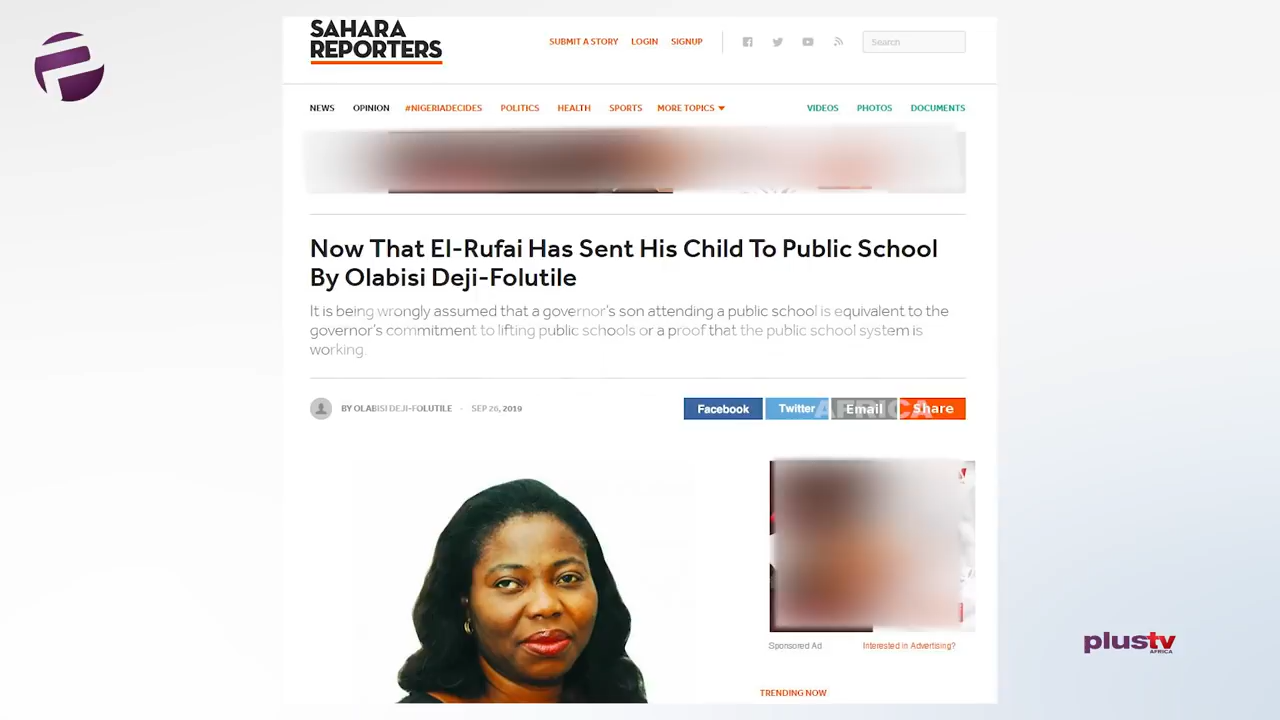 SAHARA
REPORTERS
SUBMIT A STORY LOGIN SIGNUP
Search
NEWS OPINION #NIGERIADECIDES POLITICS HEALTH SPORTS MORE TOPICS VIDEOS PHOTOS DOCUMENTS
Now That El-Rufai Has Sent His Child To Public School
By Olabisi Deji-Folutile
It is being wrongly assumed that a governor's son attending a public school is equivalent to the
governor's commitment to lifting public schools or a proof that the public school system is
working.
BY OLABISI DEJI-FOLUTILE · SEP 26, 2019
Facebook Twitter Email Share
AFRICA
Sponsored Ad Interested in Advertising?
TRENDING NOW
plustv
AFRICA